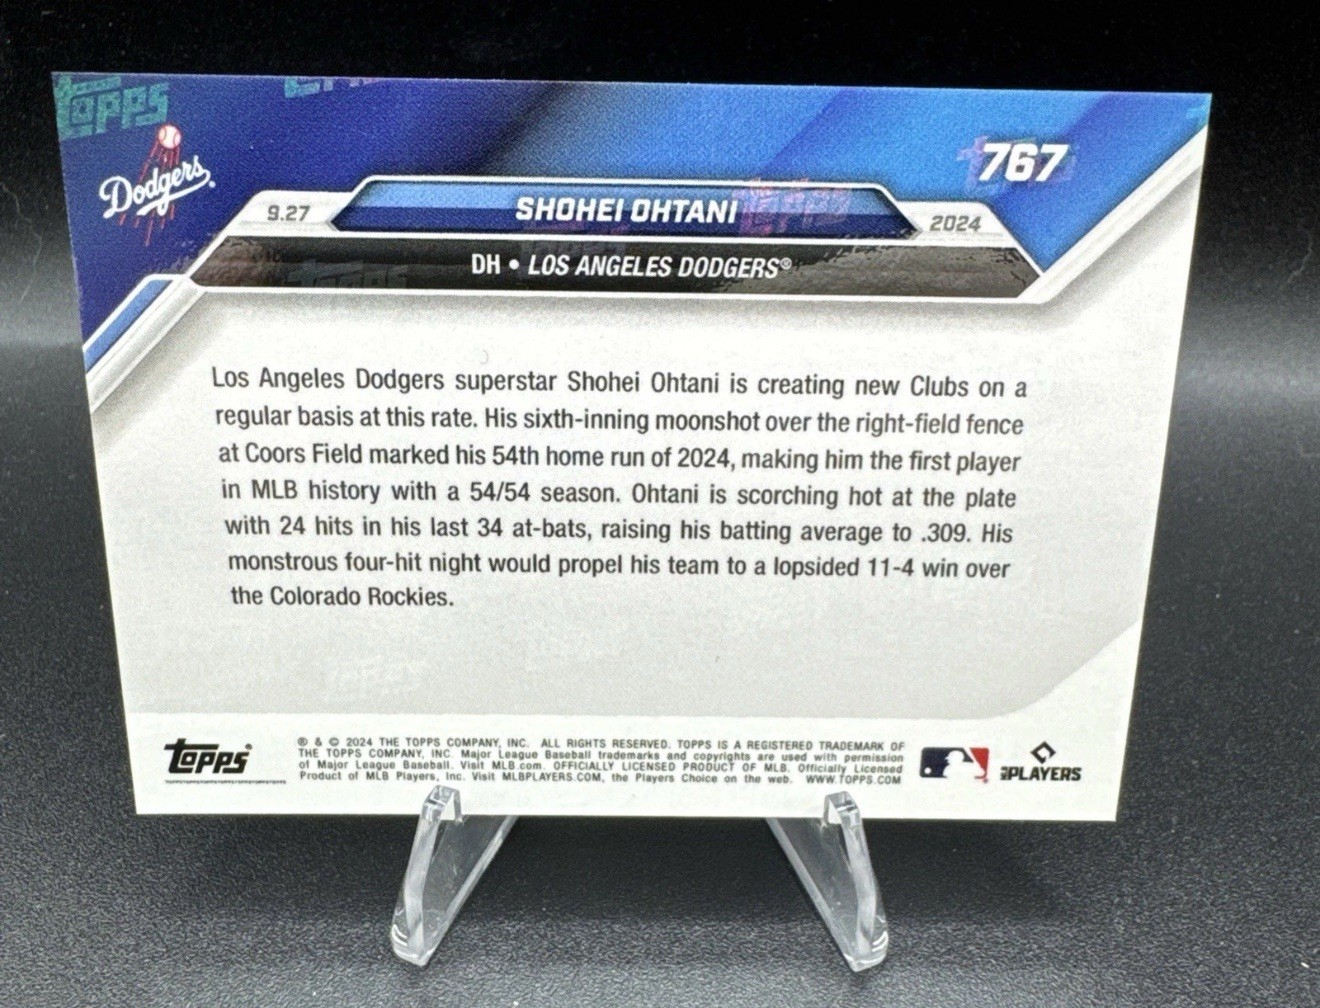 Topps
Dodgers
767
9.27
SHOHEI OHTANI
2024
DH • LOS ANGELES DODGERS®
Los Angeles Dodgers superstar Shohei Ohtani is creating new Clubs on a
regular basis at this rate. His sixth-inning moonshot over the right-field fence
at Coors Field marked his 54th home run of 2024, making him the first player
in MLB history with a 54/54 season. Ohtani is scorching hot at the plate
with 24 hits in his last 34 at-bats, raising his batting average to .309. His
monstrous four-hit night would propel his team to a lopsided 11-4 win over
the Colorado Rockies.
Topps
® & © 2024 THE TOPPS COMPANY, INC. ALL RIGHTS RESERVED. TOPPS IS A REGISTERED TRADEMARK OF
THE TOPPS COMPANY, INC. Major League Baseball trademarks and copyrights are used with permission
of Major League Baseball. Visit MLB.com. OFFICIALLY LICENSED PRODUCT OF MLB. Officially Licensed
Product of MLB Players, Inc. Visit MLBPLAYERS.COM, the Players Choice on the web. WWW.TOPPS.COM
PLAYERS